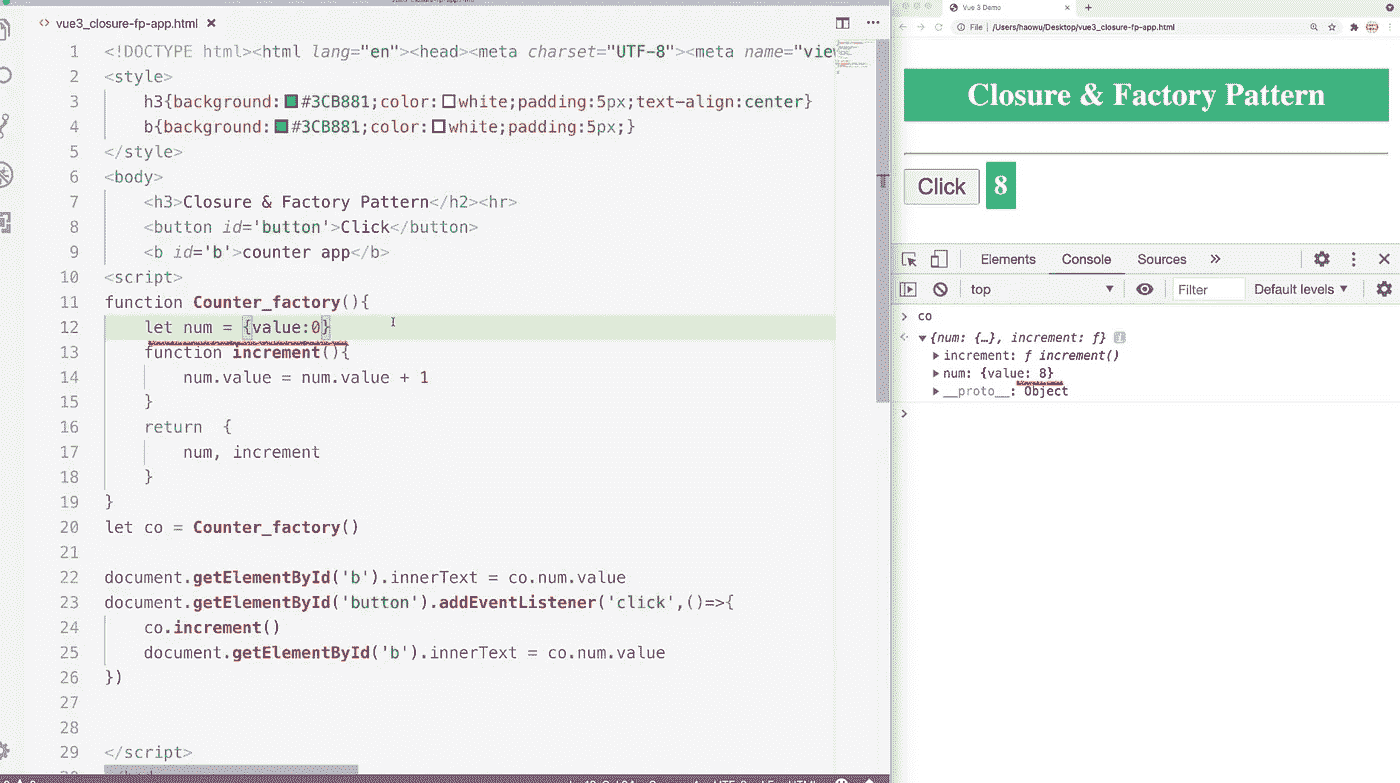 vue3_closure-fp-app.html
1 <!DOCTYPE html><html lang="en"><head><meta charset="UTF-8"><meta name="view
2 <style>
3 h3{background:#3CB881;color:white;padding:5px;text-align:center}
4 b{background:#3CB881;color:white;padding:5px;}
5 </style>
6 <body>
7 <h3>Closure & Factory Pattern</h2><hr>
8 <button id='button'>Click</button>
9 <b id='b'>counter app</b>
10 <script>
11 function Counter_factory(){
12 let num = {value:0}
13 function increment(){
14 num.value = num.value + 1
15 }
16 return {
17 num, increment
18 }
19 }
20 let co = Counter_factory()
21
22 document.getElementById('b').innerText = co.num.value
23 document.getElementById('button').addEventListener('click',()=>{
24 co.increment()
25 document.getElementById('b').innerText = co.num.value
26 })
27
28
29 </script>
Vue 3 Demo
File | /Users/haowu/Desktop/vue3_closure-fp-app.html
Closure & Factory Pattern
Click 8
Elements Console Sources »
top Filter Default levels
> co
{num: {…}, increment: ƒ}
increment: ƒ increment()
num: {value: 8}
__proto__: Object
>